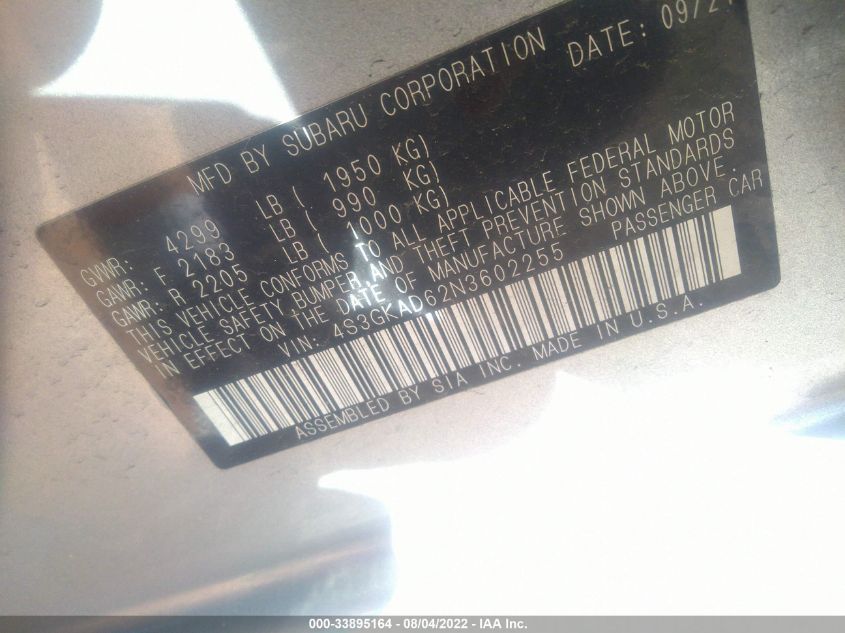 MFD BY SUBARU CORPORATION DATE: 09/21
GVWR: 4299 LB ( 1950 KG)
GAWR: F 2183 LB ( 990 KG)
GAWR: R 2205 LB ( 1000 KG)
THIS VEHICLE CONFORMS TO ALL APPLICABLE FEDERAL MOTOR
VEHICLE SAFETY BUMPER,AND THEFT PREVENTION STANDARDS
IN EFFECT ON THE DATE OF MANUFACTURE SHOWN ABOVE.
VIN: 4S3GKAD62N3602255 PASSENGER CAR
ASSEMBLED BY SIA INC. MADE IN U.S.A.
000-33895164 - 08/04/2022 - IAA Inc.